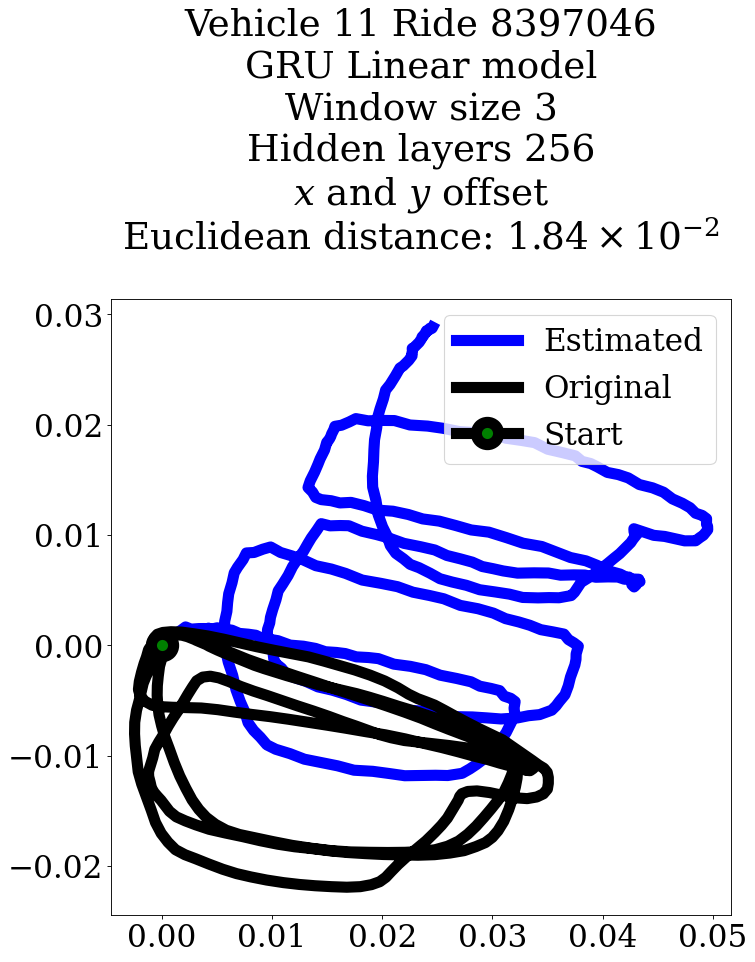 Vehicle 11 Ride 8397046
GRU Linear model
Window size 3
Hidden layers 256
x and y offset
Euclidean distance: 1.84 × 10⁻²
Estimated
Original
Start
0.03
0.02
0.01
0.00
−0.01
−0.02
0.00 0.01 0.02 0.03 0.04 0.05